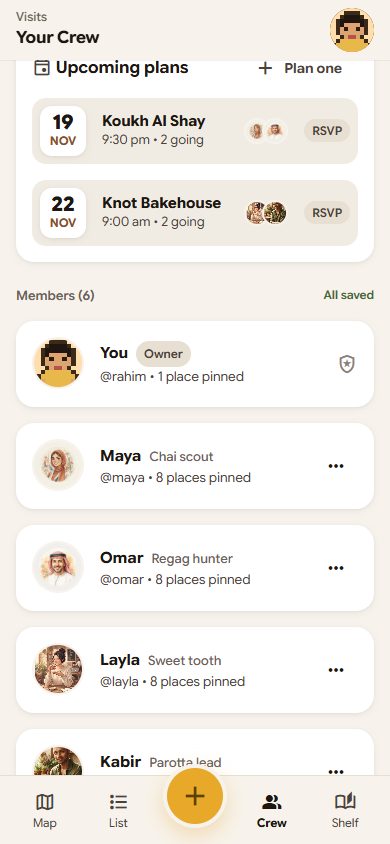 Visits
Your Crew
Upcoming plans
Plan one
19
NOV
Koukh Al Shay
9:30 pm • 2 going
RSVP
22
NOV
Knot Bakehouse
9:00 am • 2 going
RSVP
Members (6)
All saved
You Owner
@rahim • 1 place pinned
Maya Chai scout
@maya • 8 places pinned
Omar Regag hunter
@omar • 8 places pinned
Layla Sweet tooth
@layla • 8 places pinned
Kabir Parotta lead
Map
List
Crew
Shelf